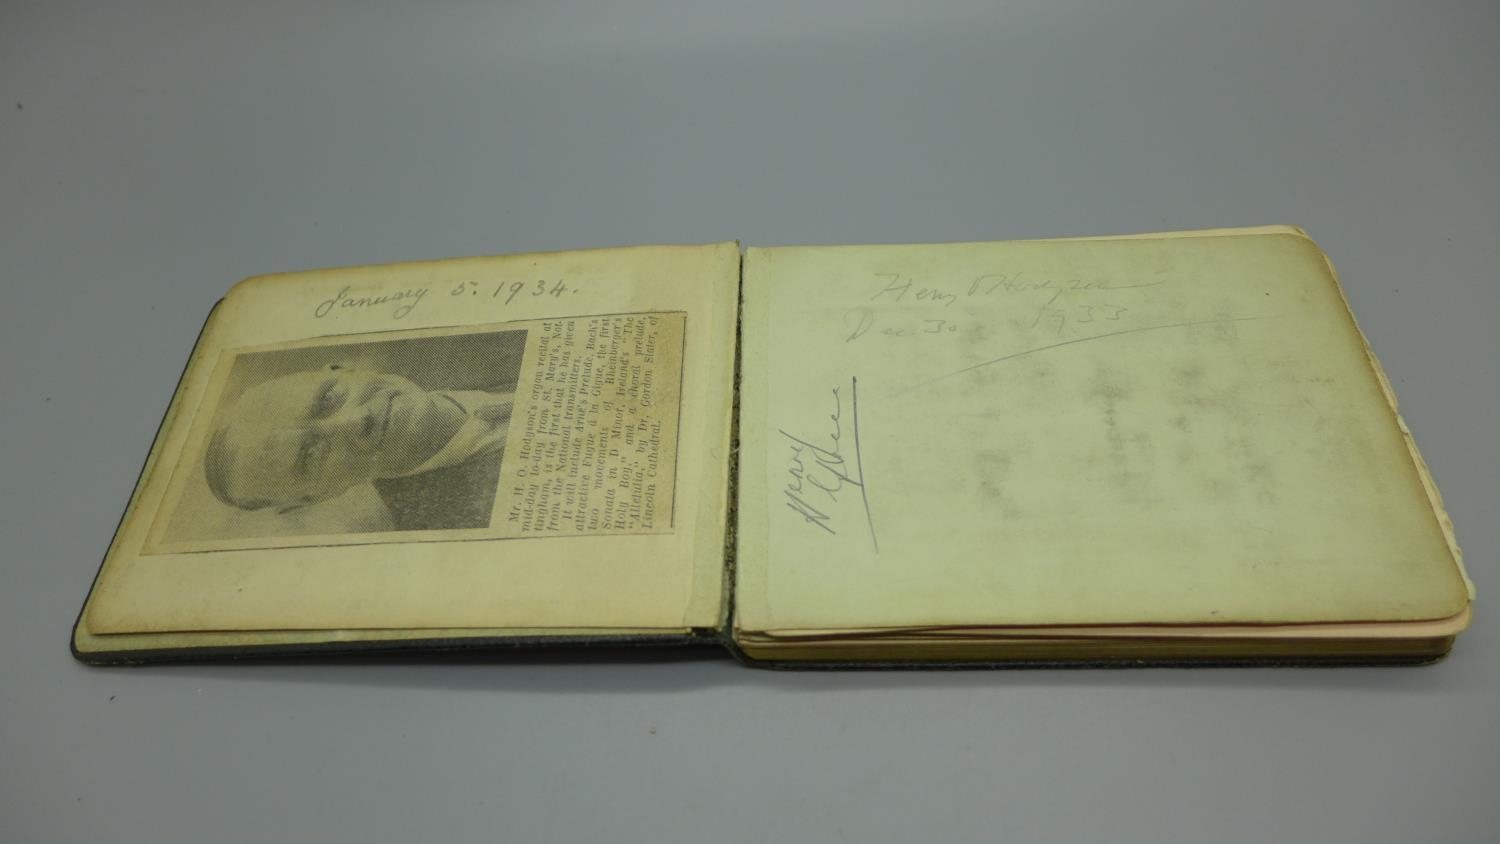 January 5. 1934.
Mr. H. O. Hodgson's organ recital at
mid-day to-day from St. Mary's, Not-
tingham, is the first that he has given
from the National transmitters.
It will include Arne's Prelude, Bach's
attractive Fugue à la Gigue, the first
two movements of Rheinberger's
Sonata in D Minor, Ireland's "The
Holy Boy," and a choral prelude,
"Alleluia," by Dr. Gordon Slater, of
Lincoln Cathedral.
Henry O Hodgson
Dec. 30 1933
Henry